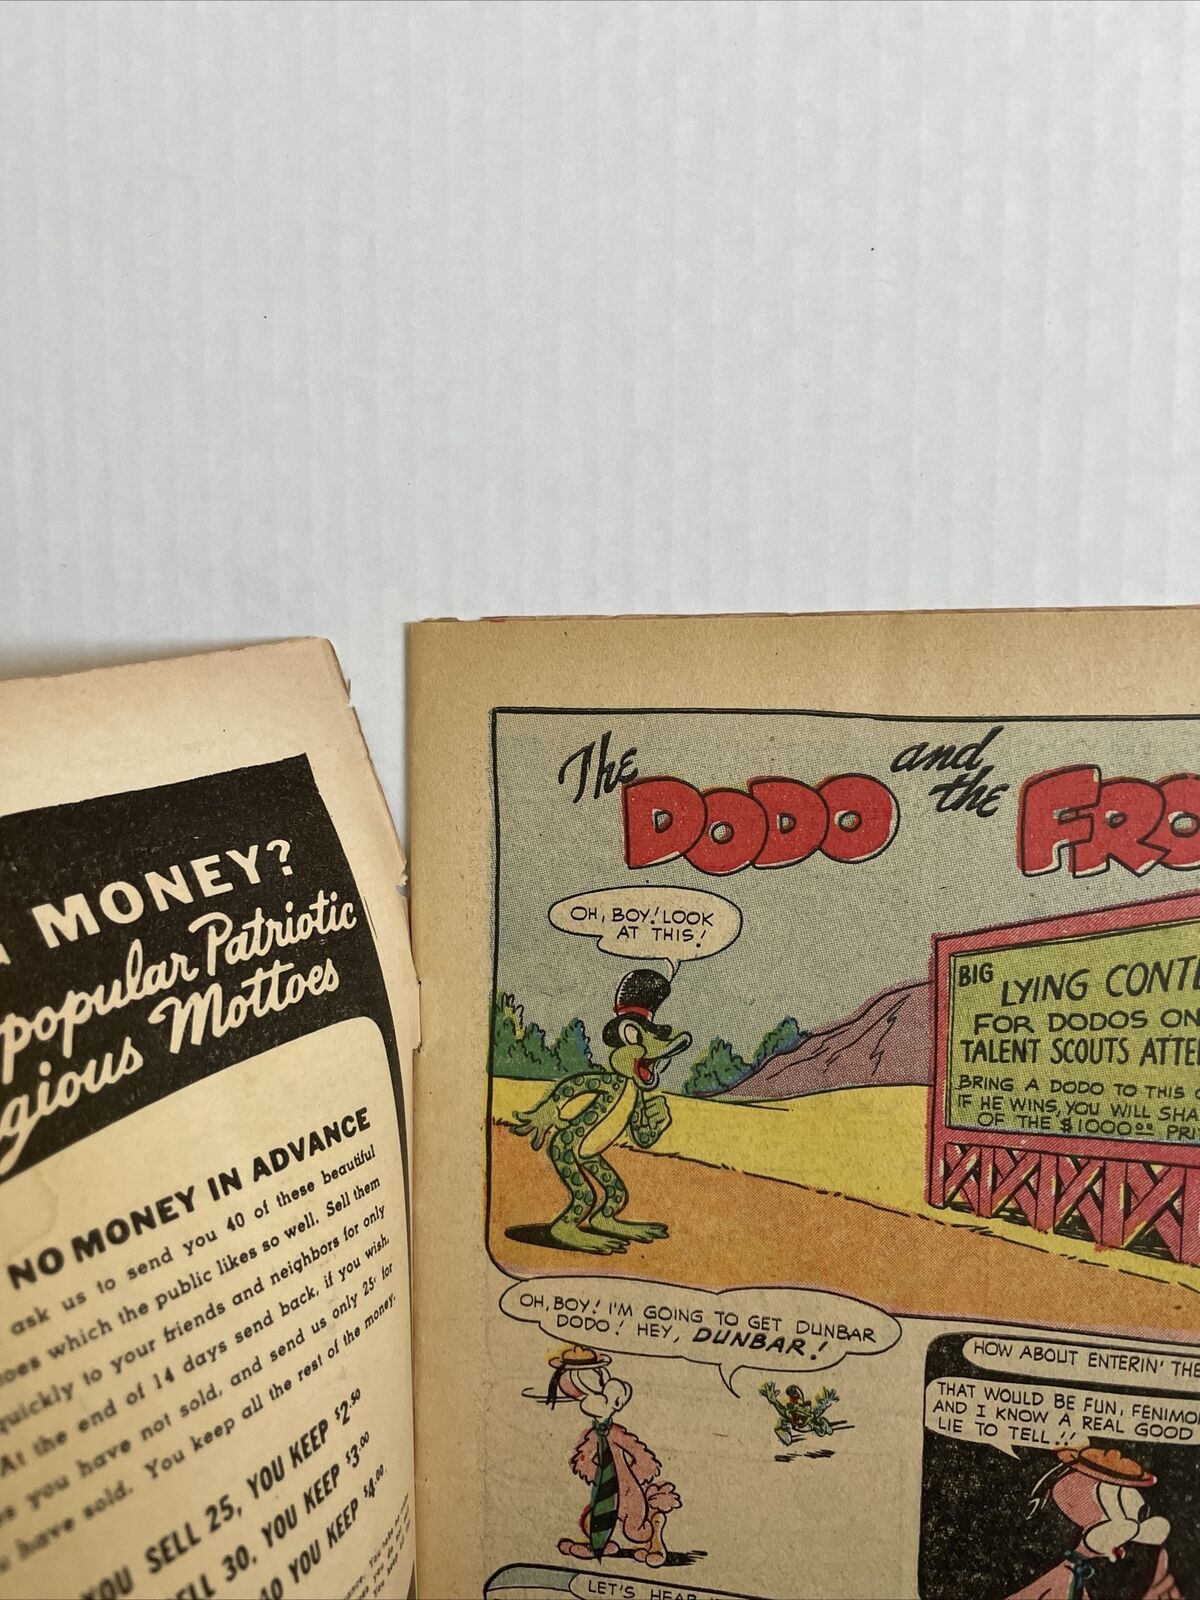 MONEY?
popular Patriotic
Mottoes
NO MONEY IN ADVANCE
ask us to send you 40 of these beautiful
which the public likes so well. Sell them
quickly to your friends and neighbors for only
At the end of 14 days send back, if you wish,
you have not sold, and send us only 25¢ for
have sold. You keep all the rest of the money.
YOU SELL 25, YOU KEEP $2.50
SELL 30, YOU KEEP $3.00
40 YOU KEEP $4.00
The DODO and the FRO
OH, BOY! LOOK
AT THIS!
BIG LYING CONTE
FOR DODOS ON
TALENT SCOUTS ATTE
BRING A DODO TO THIS
IF HE WINS, YOU WILL SHA
OF THE $1000.00 PRI
OH, BOY! I'M GOING TO GET DUNBAR
DODO! HEY, DUNBAR!
HOW ABOUT ENTERIN' THE
THAT WOULD BE FUN, FENIMO
AND I KNOW A REAL GOOD
LIE TO TELL!!
LET'S HEAR